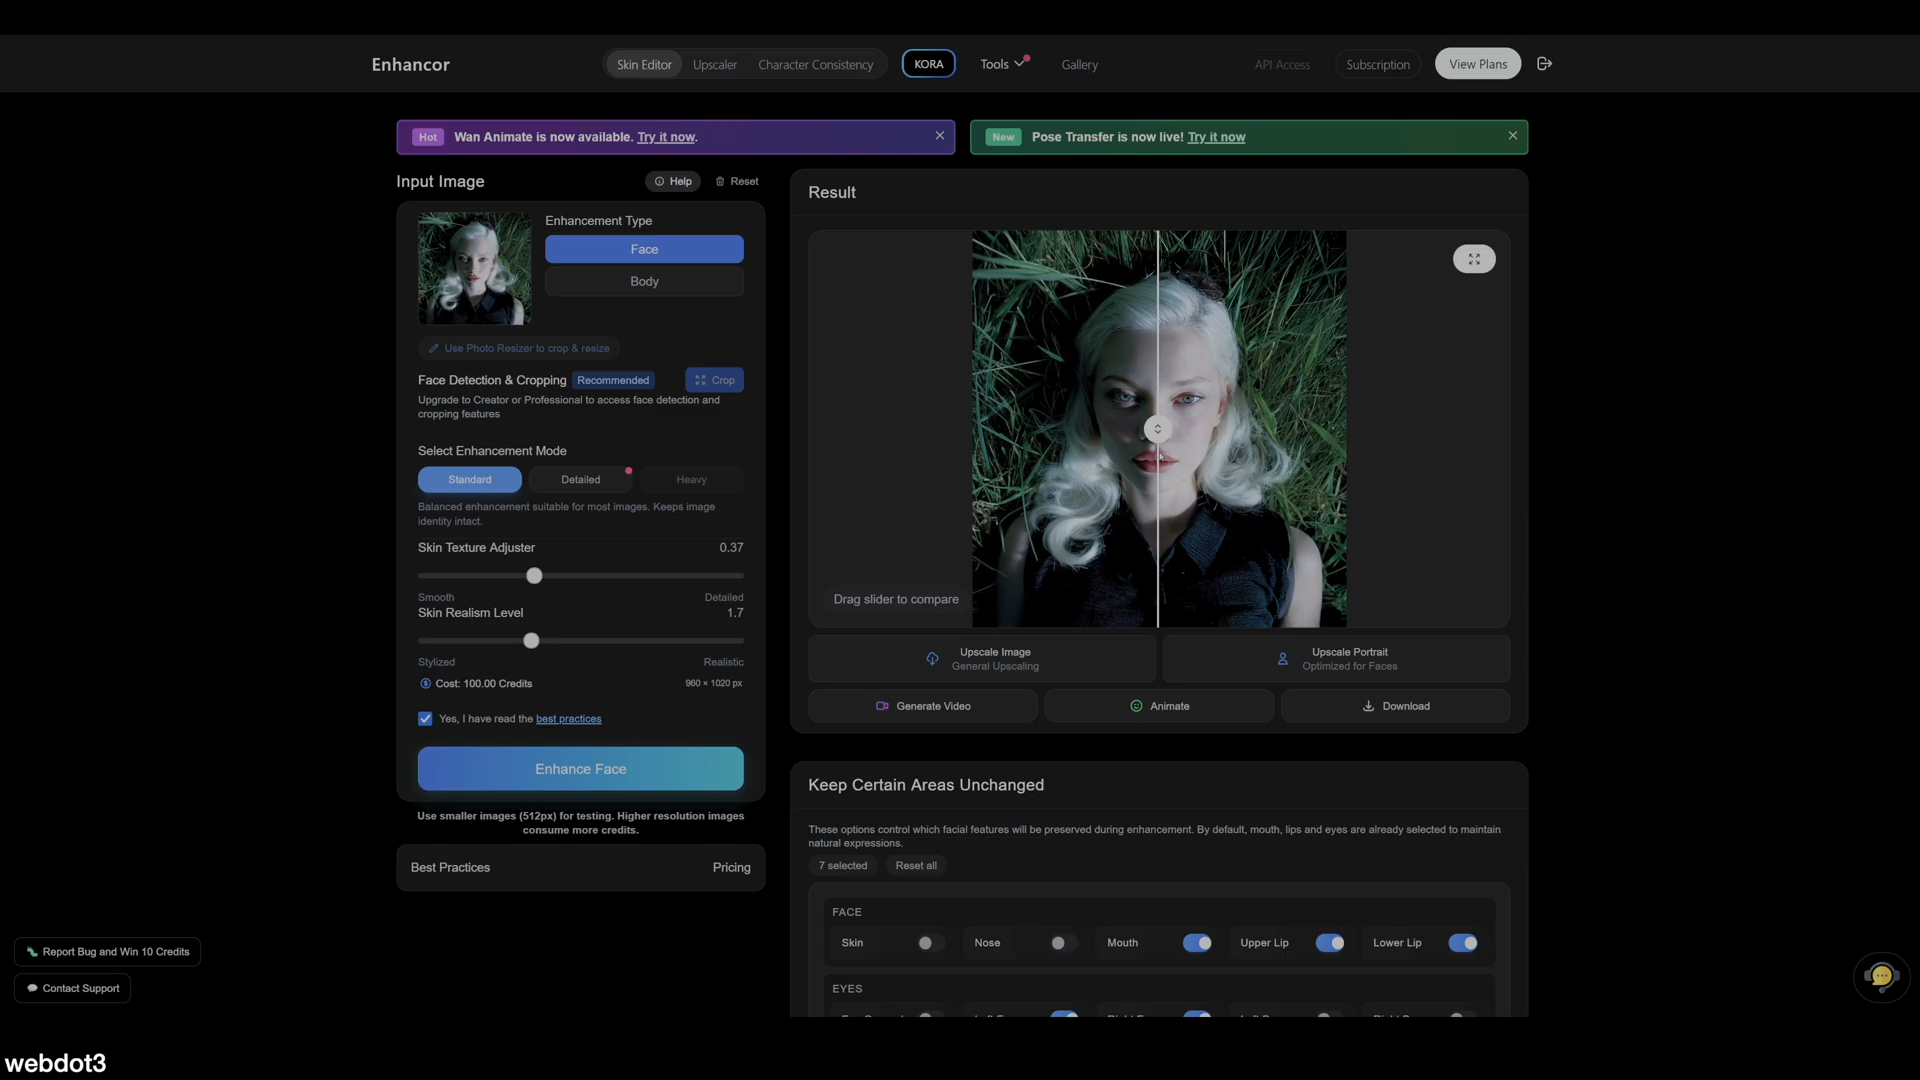 Enhancor
Skin Editor
Upscaler
Character Consistency
KORA
Tools
Gallery
API Access
Subscription
View Plans
Hot
Wan Animate is now available. Try it now.
New
Pose Transfer is now live! Try it now
Input Image
Help
Reset
Enhancement Type
Face
Body
Use Photo Resizer to crop & resize
Face Detection & Cropping
Recommended
Crop
Upgrade to Creator or Professional to access face detection and
cropping features
Select Enhancement Mode
Standard
Detailed
Heavy
Balanced enhancement suitable for most images. Keeps image
identity intact.
Skin Texture Adjuster
0.37
Smooth
Detailed
Skin Realism Level
1.7
Stylized
Realistic
Cost: 100.00 Credits
960 × 1020 px
Yes, I have read the best practices
Enhance Face
Use smaller images (512px) for testing. Higher resolution images
consume more credits.
Best Practices
Pricing
Result
Drag slider to compare
Upscale Image
General Upscaling
Upscale Portrait
Optimized for Faces
Generate Video
Animate
Download
Keep Certain Areas Unchanged
These options control which facial features will be preserved during enhancement. By default, mouth, lips and eyes are already selected to maintain
natural expressions.
7 selected
Reset all
FACE
Skin
Nose
Mouth
Upper Lip
Lower Lip
EYES
Report Bug and Win 10 Credits
Contact Support
webdot3